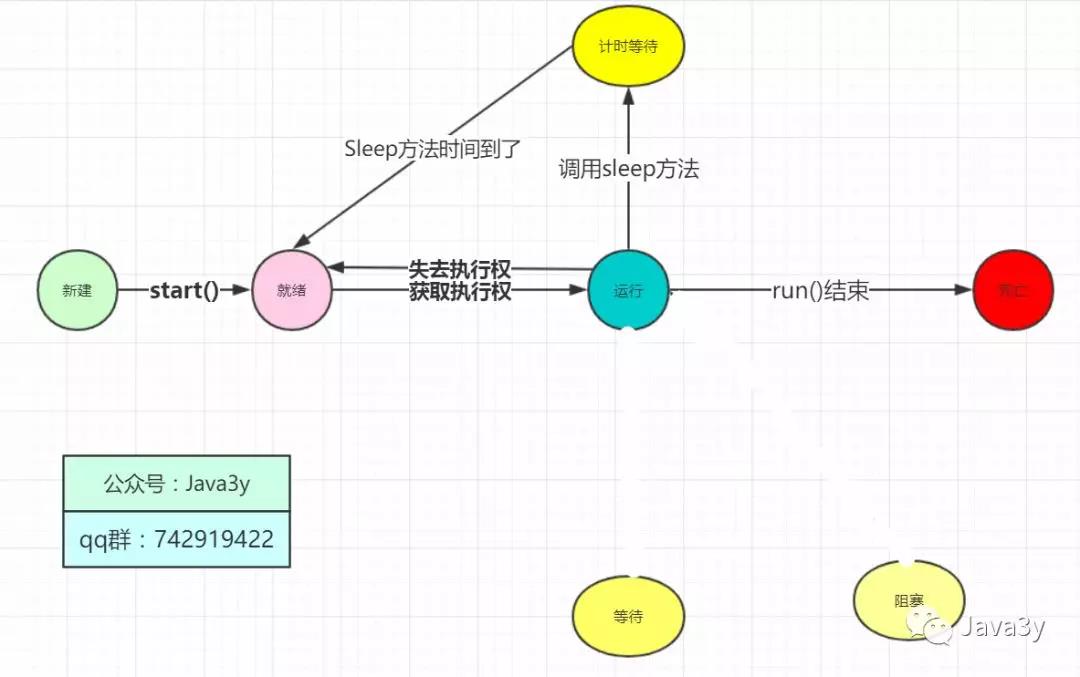 计时等待
Sleep方法时间到了
调用sleep方法
新建
start()
就绪
失去执行权
获取执行权
运行
run()结束
死亡
公众号：Java3y
qq群：742919422
等待
阻塞
Java3y